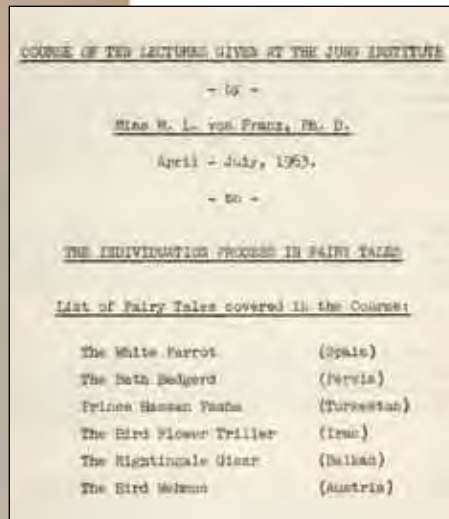 COURSE OF TEN LECTURES GIVEN AT THE JUNG INSTITUTE
- by -
Miss M. L. von Franz, Ph. D.
April - July, 1963.
- on -
THE INDIVIDUATION PROCESS IN FAIRY TALES
List of Fairy Tales covered in the Course:
The White Parrot (Spain)
The Bath Badgerd (Persia)
Prince Hassan Pasha (Turkestan)
The Bird Flower Triller (Iran)
The Nightingale Gisar (Balkan)
The Bird Wehmus (Austria)